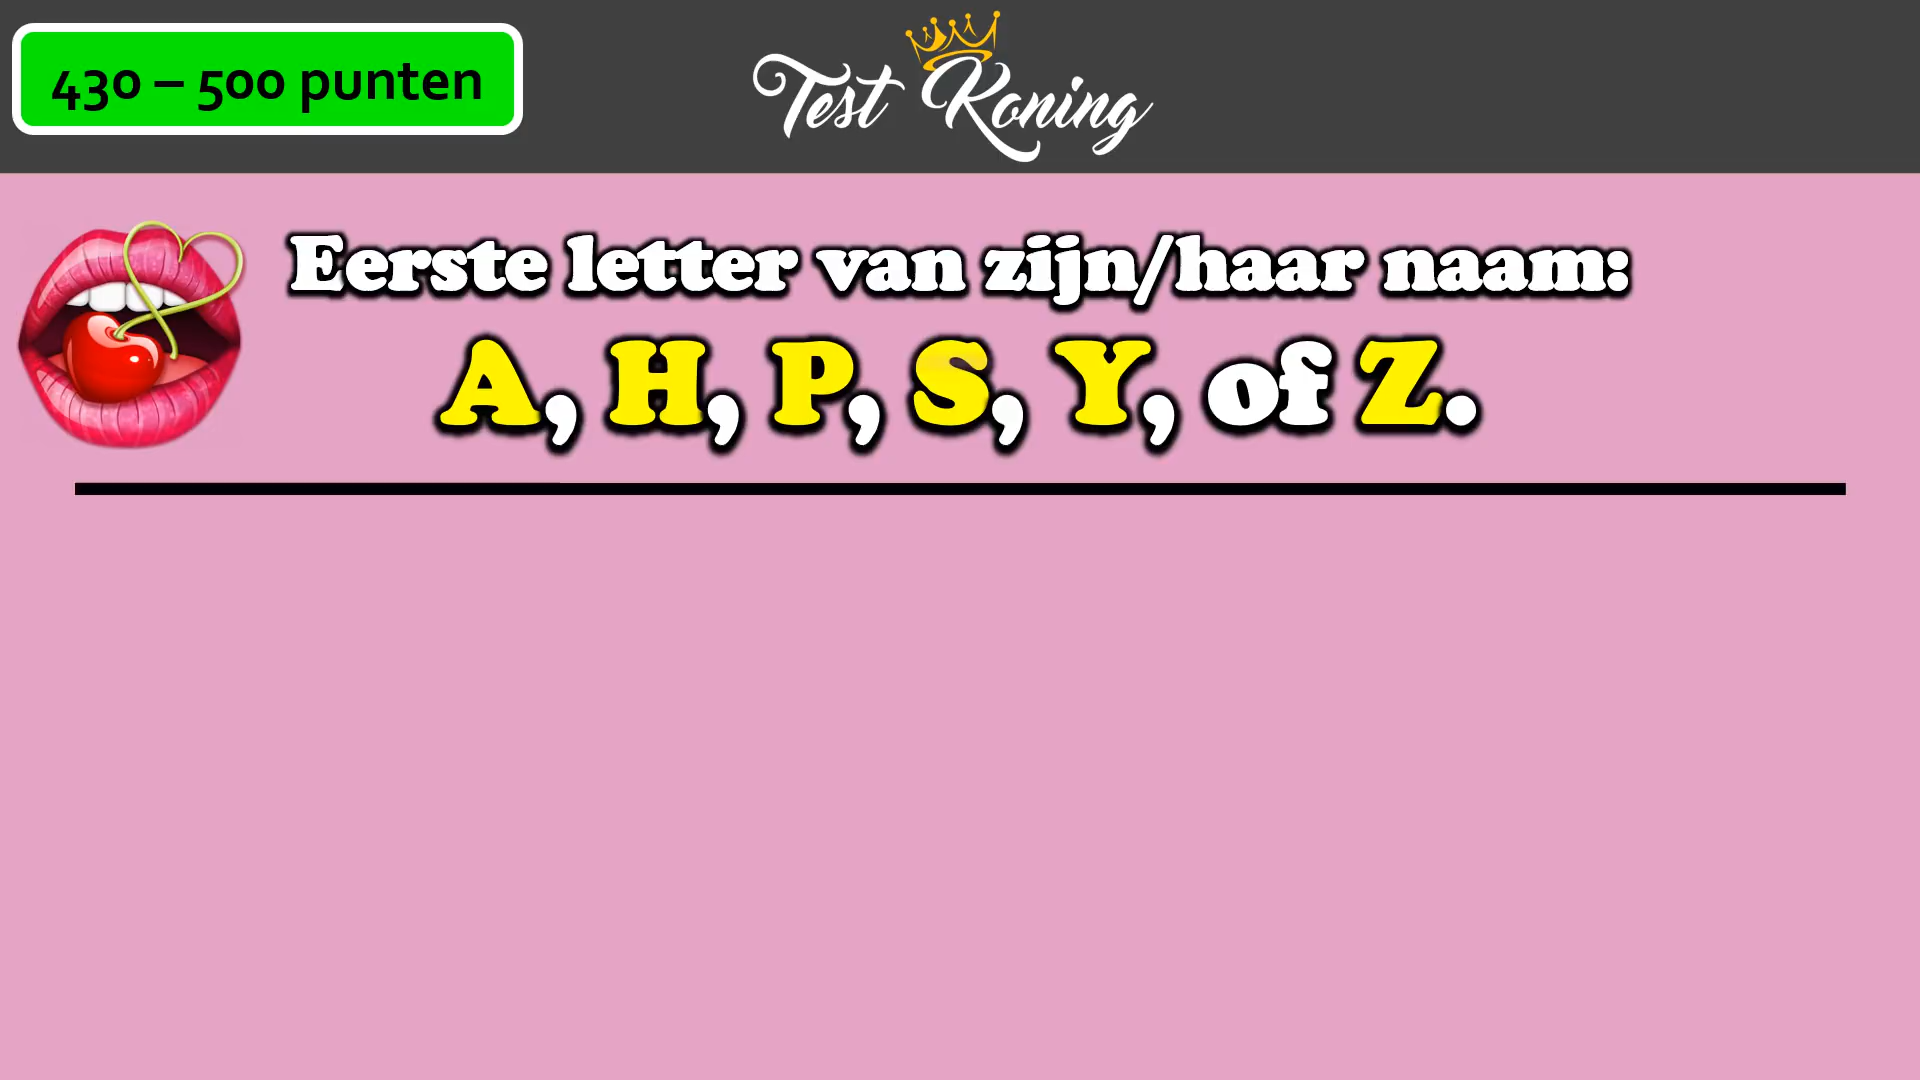 430 – 500 punten
Test Koning
Eerste letter van zijn/haar naam:
A, H, P, S, Y, of Z.